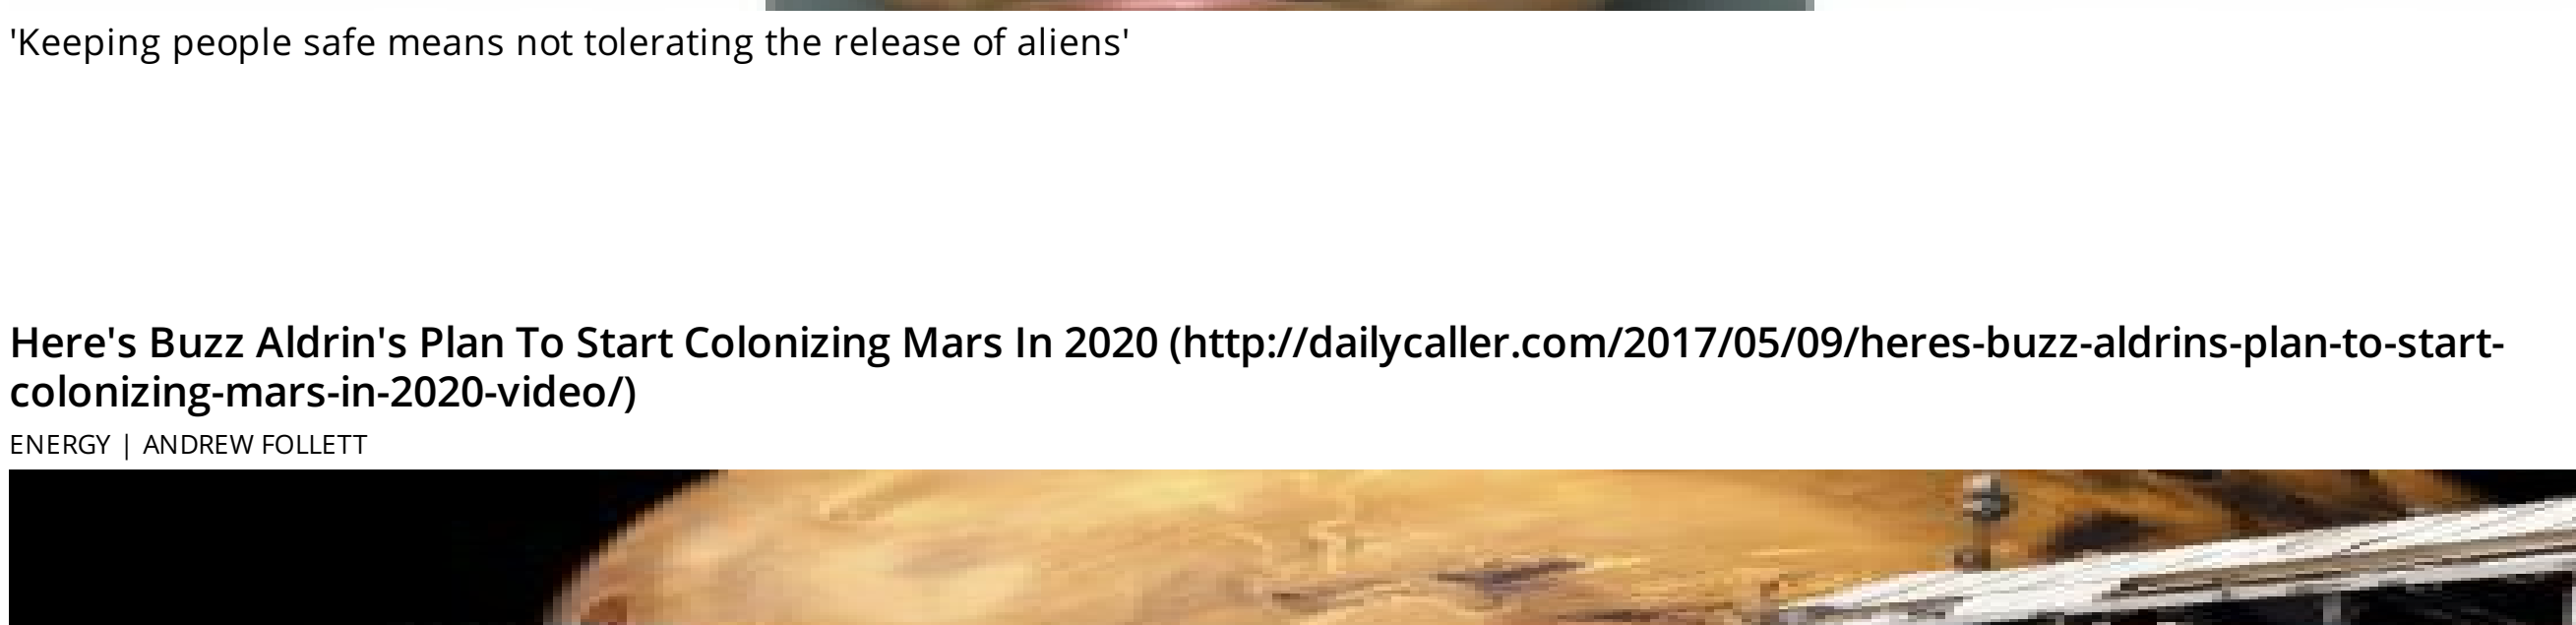 'Keeping people safe means not tolerating the release of aliens'
Here's Buzz Aldrin's Plan To Start Colonizing Mars In 2020 (http://dailycaller.com/2017/05/09/heres-buzz-aldrins-plan-to-start-
colonizing-mars-in-2020-video/)
ENERGY | ANDREW FOLLETT